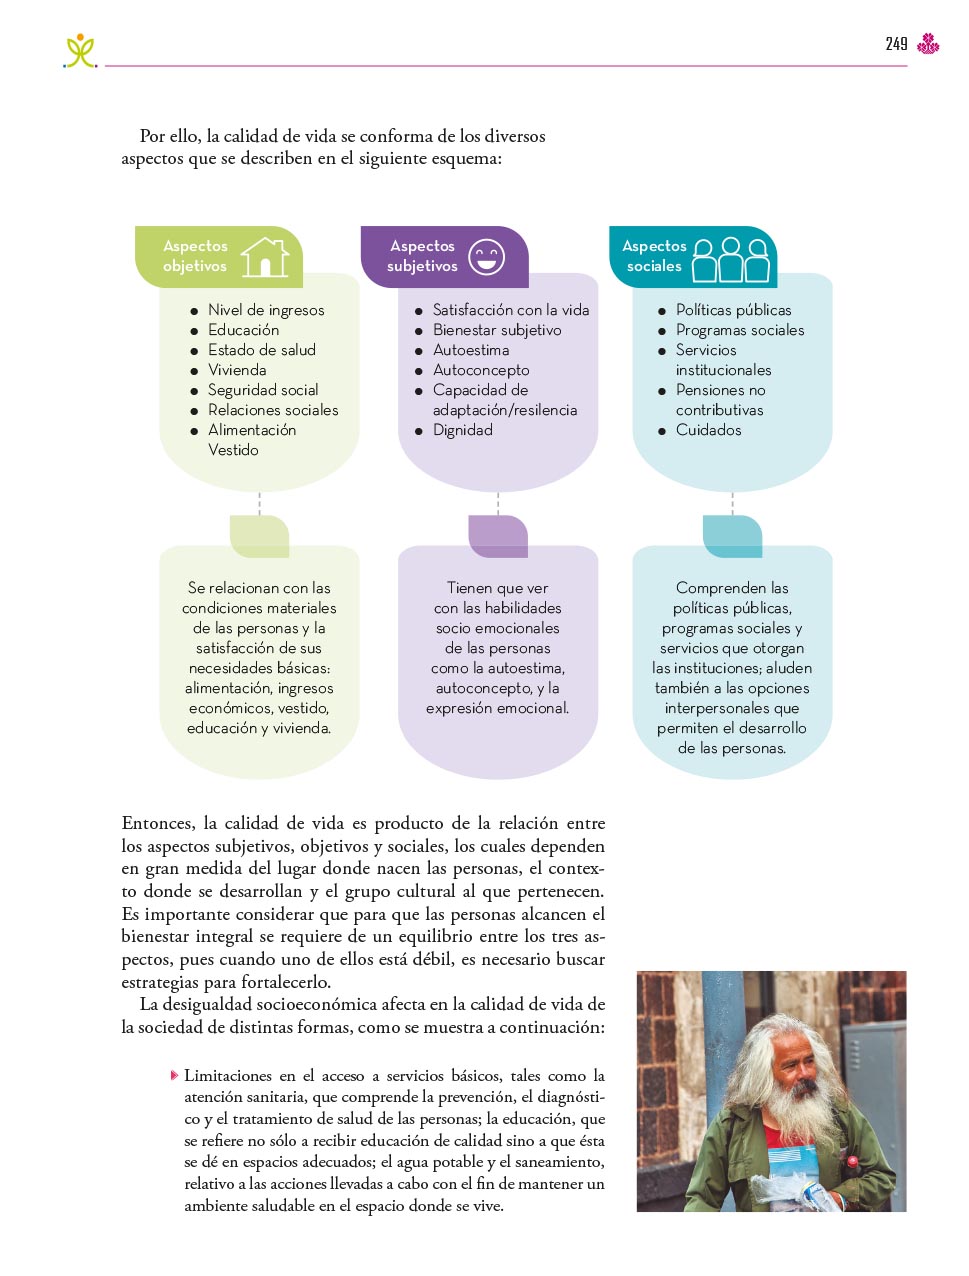 249
Por ello, la calidad de vida se conforma de los diversos
aspectos que se describen en el siguiente esquema:
Aspectos
objetivos
● Nivel de ingresos
● Educación
● Estado de salud
● Vivienda
● Seguridad social
● Relaciones sociales
● Alimentación
Vestido
Se relacionan con las
condiciones materiales
de las personas y la
satisfacción de sus
necesidades básicas:
alimentación, ingresos
económicos, vestido,
educación y vivienda.
Aspectos
subjetivos
● Satisfacción con la vida
● Bienestar subjetivo
● Autoestima
● Autoconcepto
● Capacidad de
adaptación/resilencia
● Dignidad
Tienen que ver
con las habilidades
socio emocionales
de las personas
como la autoestima,
autoconcepto, y la
expresión emocional.
Aspectos
sociales
● Políticas públicas
● Programas sociales
● Servicios
institucionales
● Pensiones no
contributivas
● Cuidados
Comprenden las
políticas públicas,
programas sociales y
servicios que otorgan
las instituciones; aluden
también a las opciones
interpersonales que
permiten el desarrollo
de las personas.
Entonces, la calidad de vida es producto de la relación entre
los aspectos subjetivos, objetivos y sociales, los cuales dependen
en gran medida del lugar donde nacen las personas, el contex-
to donde se desarrollan y el grupo cultural al que pertenecen.
Es importante considerar que para que las personas alcancen el
bienestar integral se requiere de un equilibrio entre los tres as-
pectos, pues cuando uno de ellos está débil, es necesario buscar
estrategias para fortalecerlo.
La desigualdad socioeconómica afecta en la calidad de vida de
la sociedad de distintas formas, como se muestra a continuación:
Limitaciones en el acceso a servicios básicos, tales como la
atención sanitaria, que comprende la prevención, el diagnósti-
co y el tratamiento de salud de las personas; la educación, que
se refiere no sólo a recibir educación de calidad sino a que ésta
se dé en espacios adecuados; el agua potable y el saneamiento,
relativo a las acciones llevadas a cabo con el fin de mantener un
ambiente saludable en el espacio donde se vive.